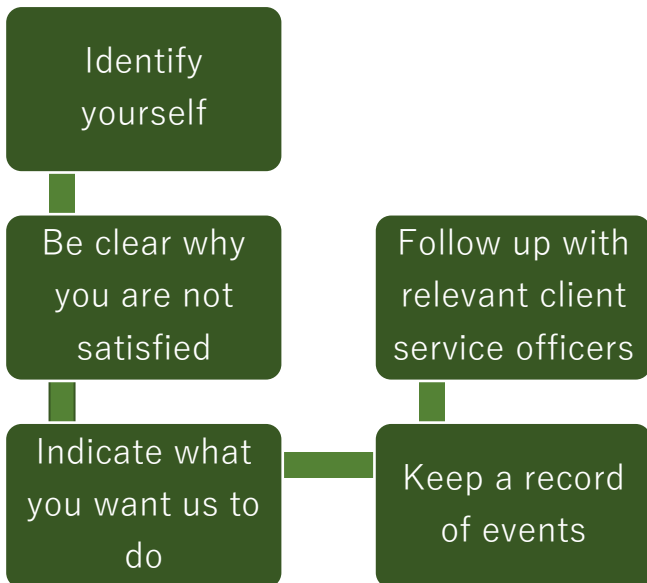 Identify
yourself
Be clear why
you are not
satisfied
Indicate what
you want us to
do
Keep a record
of events
Follow up with
relevant client
service officers